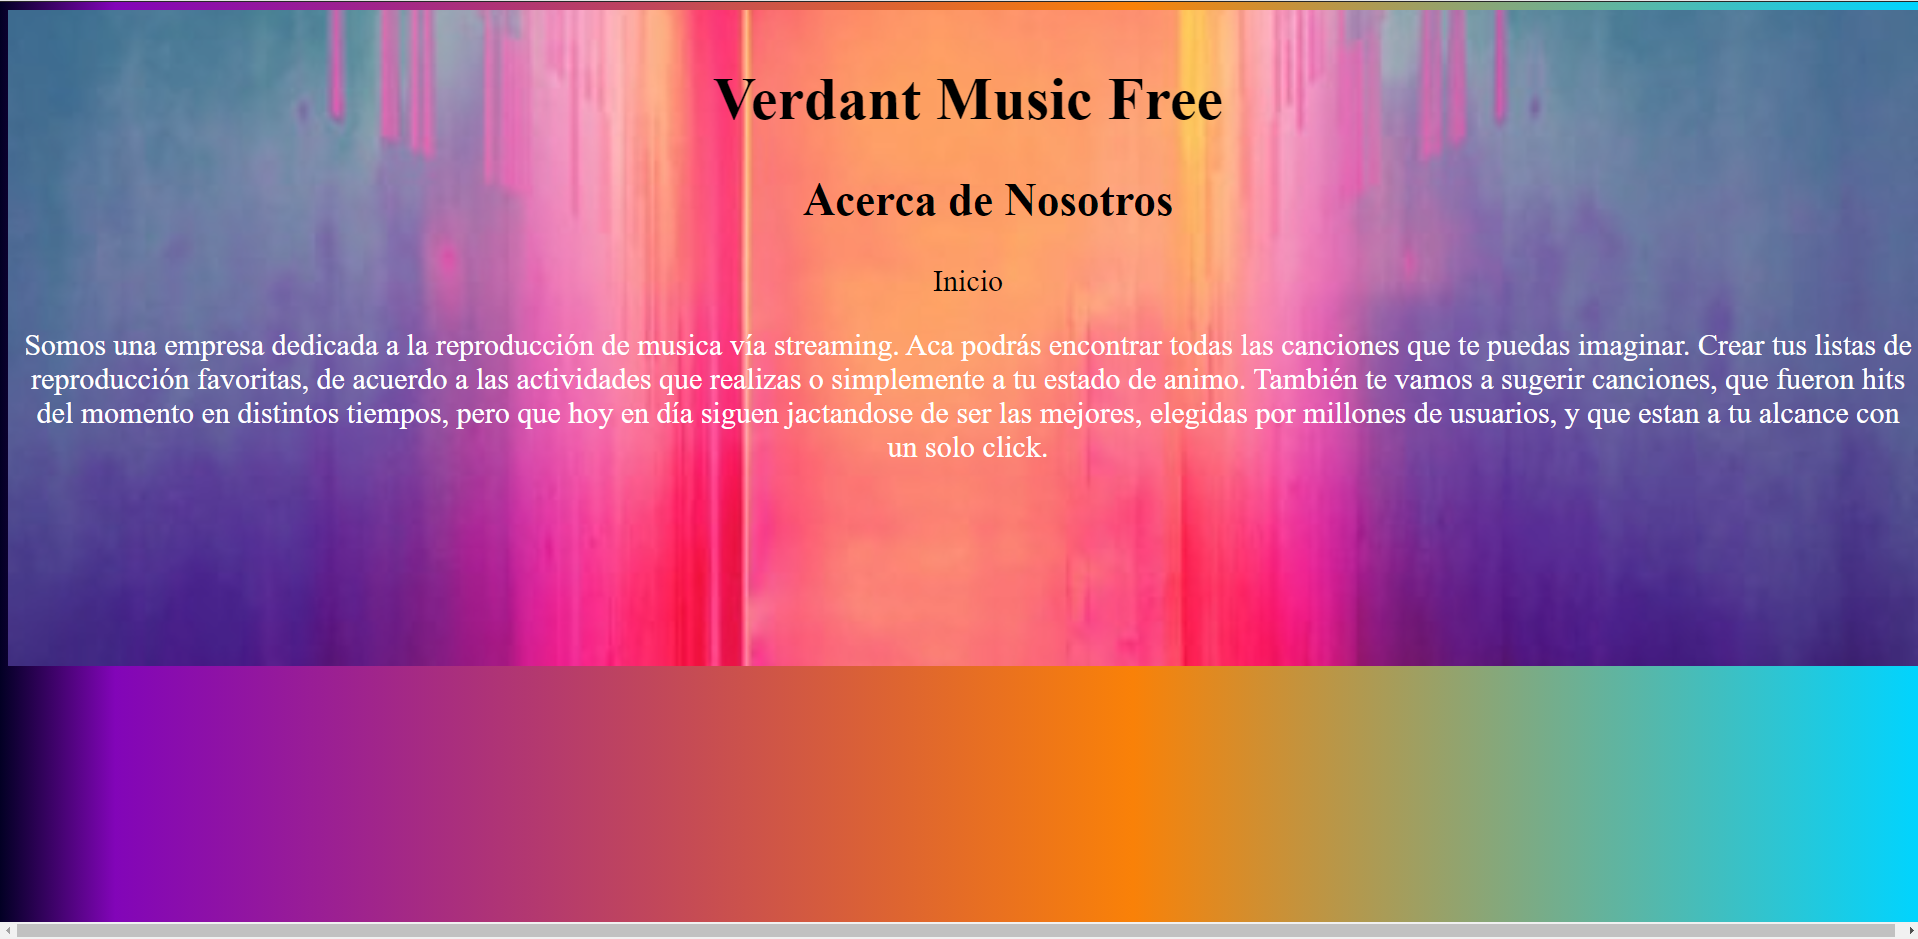 Verdant Music Free
Acerca de Nosotros
Inicio
Somos una empresa dedicada a la reproducción de musica vía streaming. Aca podrás encontrar todas las canciones que te puedas imaginar. Crear tus listas de
reproducción favoritas, de acuerdo a las actividades que realizas o simplemente a tu estado de animo. También te vamos a sugerir canciones, que fueron hits
del momento en distintos tiempos, pero que hoy en día siguen jactandose de ser las mejores, elegidas por millones de usuarios, y que estan a tu alcance con
un solo click.